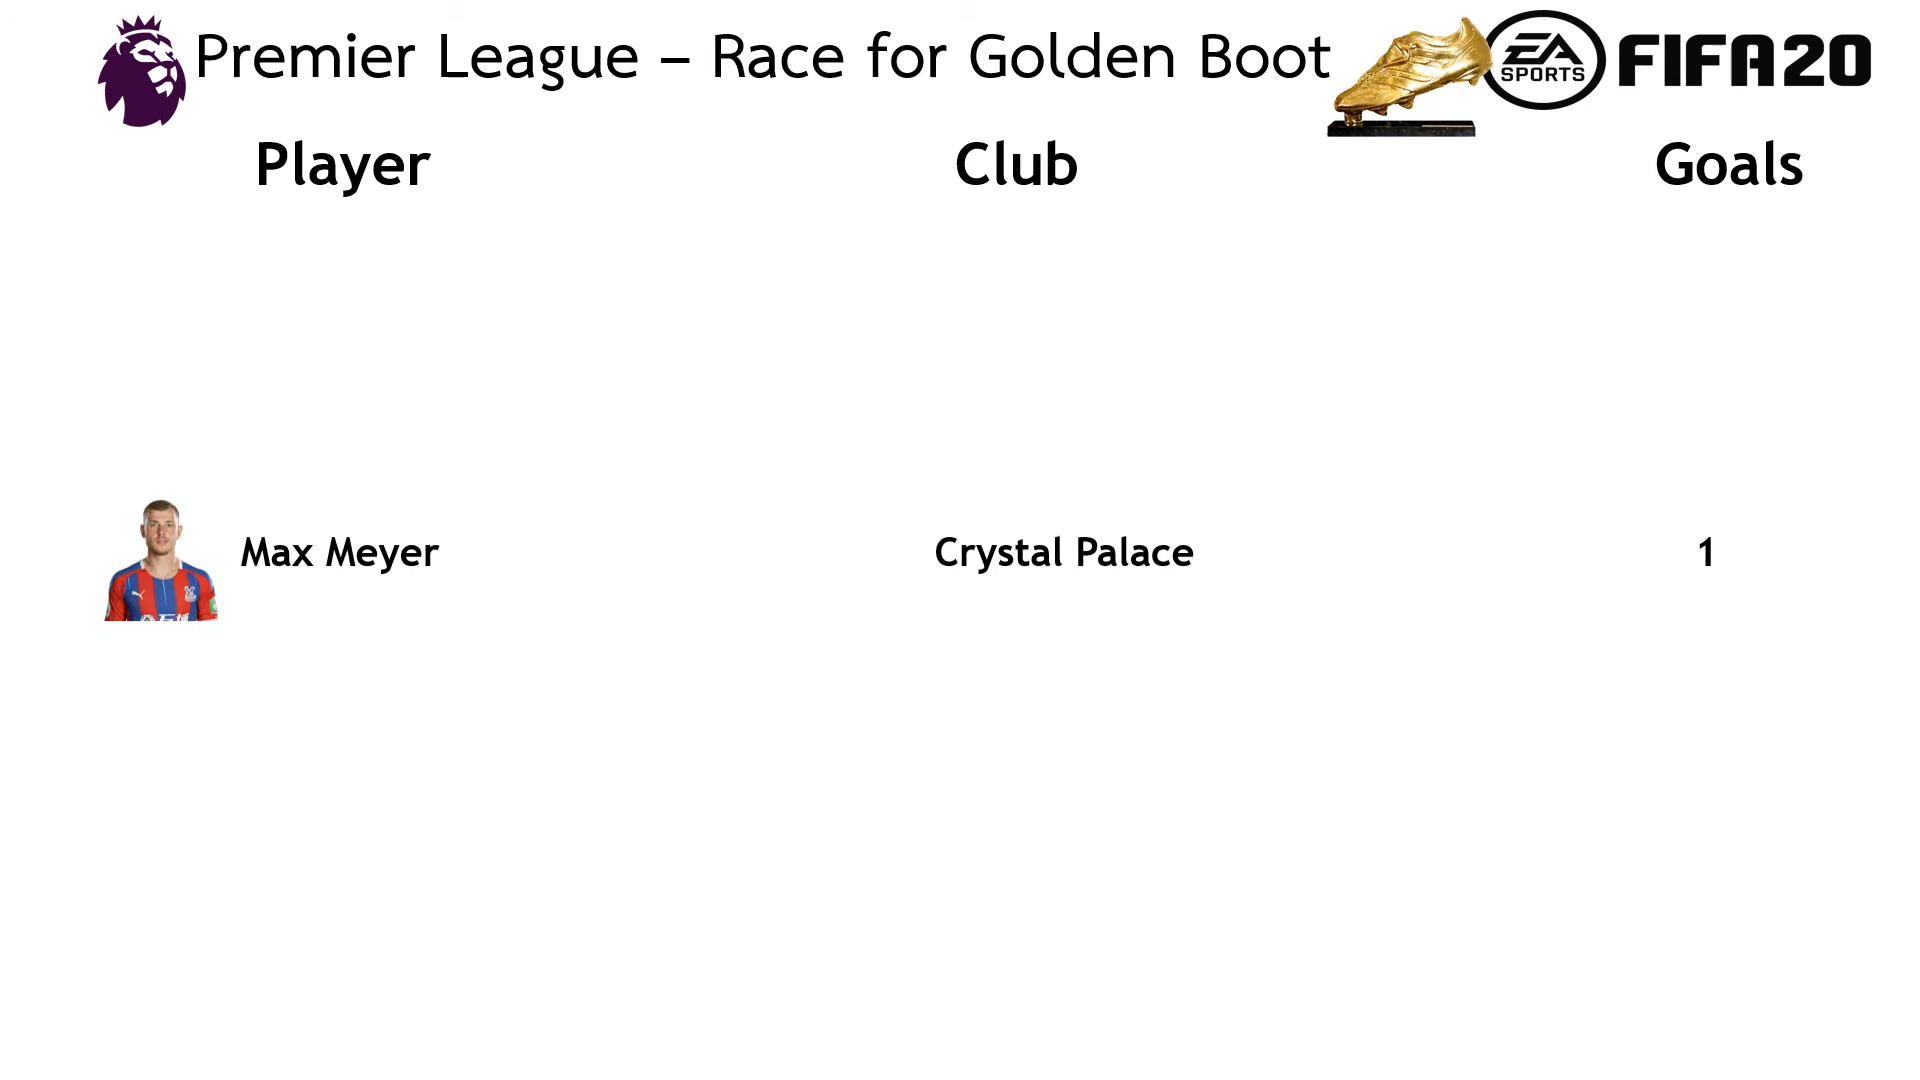 Premier League – Race for Golden Boot
EA SPORTS FIFA20
Player Club Goals
Max Meyer Crystal Palace 1